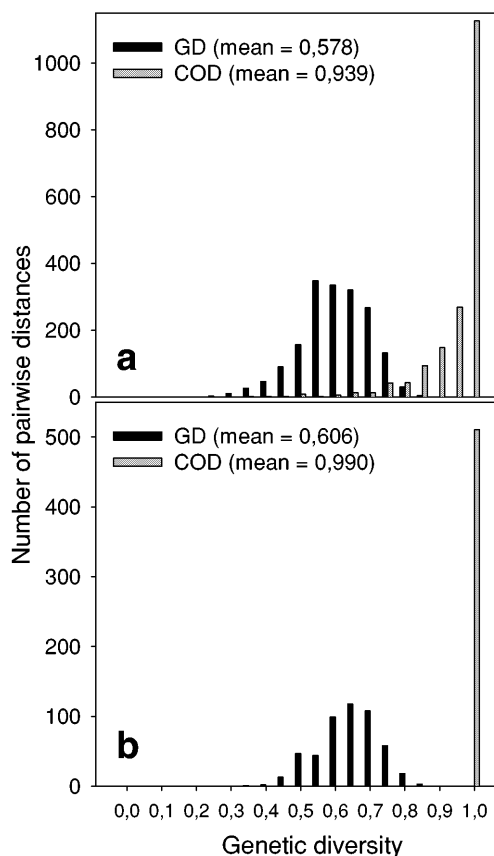 GD (mean = 0,578)
COD (mean = 0,939)
1000
800
600
400
200
0
a
Number of pairwise distances
GD (mean = 0,606)
COD (mean = 0,990)
500
400
300
200
100
0
b
0,0 0,1 0,2 0,3 0,4 0,5 0,6 0,7 0,8 0,9 1,0
Genetic diversity